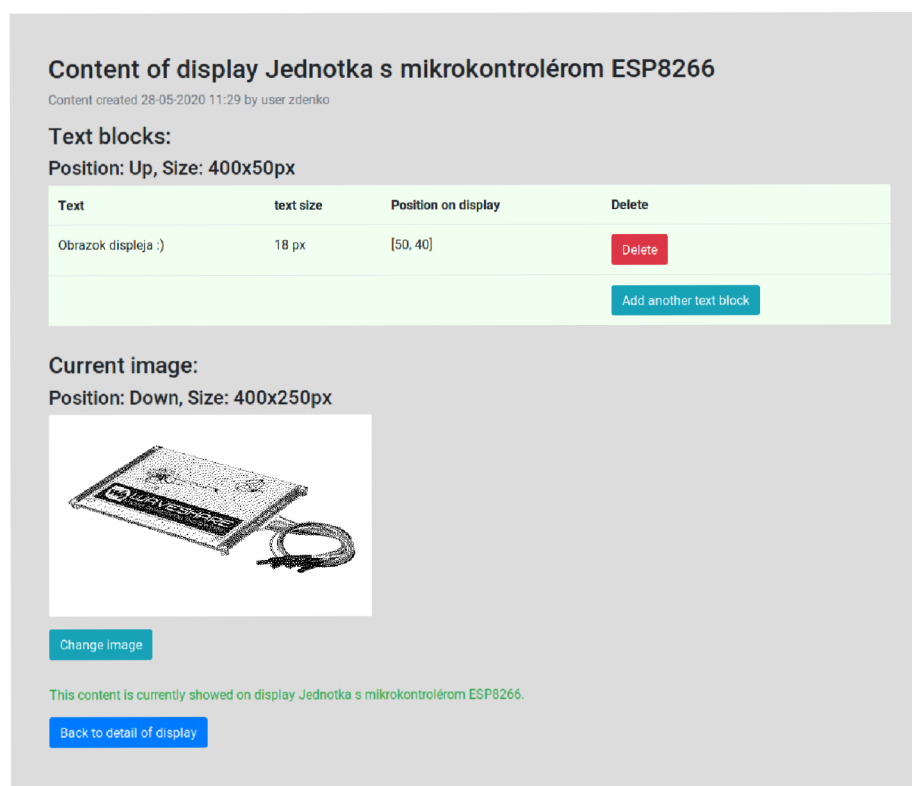 Content of display Jednotka s mikrokontrolérom ESP8266
Content created 28-05-2020 11:29 by user zdenko
Text blocks:
Position: Up, Size: 400x50px
Text text size Position on display Delete
Obrazok displeja :) 18 px [50, 40] Delete
Add another text block
Current image:
Position: Down, Size: 400x250px
WAVESHARE
Change image
This content is currently showed on display Jednotka s mikrokontrolérom ESP8266.
Back to detail of display